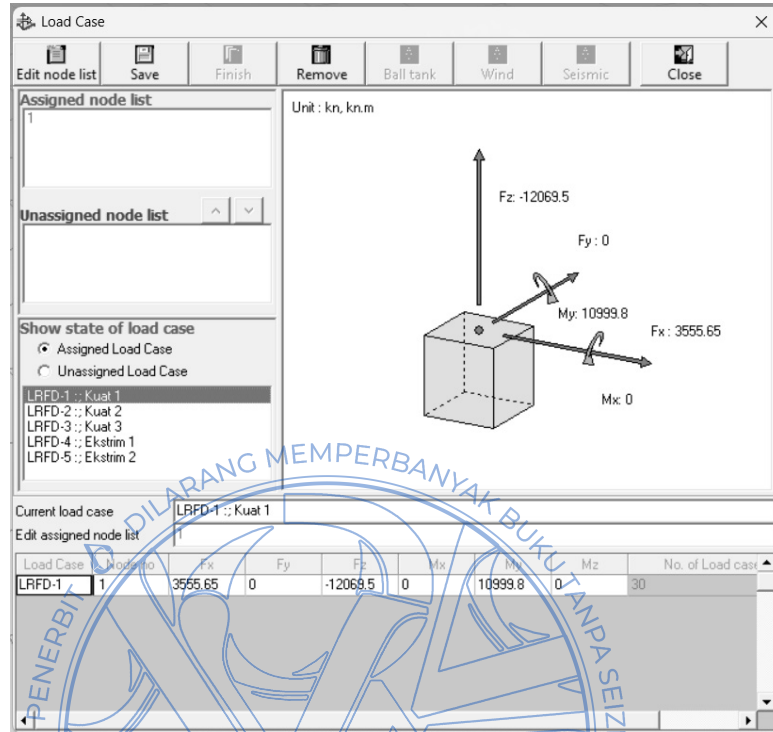 Load Case
Edit node list Save Finish Remove Ball tank Wind Seismic Close
Assigned node list
1
Unassigned node list
Show state of load case
Assigned Load Case
Unassigned Load Case
LRFD-1 :; Kuat 1
LRFD-2 :; Kuat 2
LRFD-3 :; Kuat 3
LRFD-4 :; Ekstrim 1
LRFD-5 :; Ekstrim 2
Unit : kn, kn.m
Fz: -12069.5
Fy : 0
My: 10999.8
Fx : 3555.65
Mx: 0
Current load case LRFD-1 :; Kuat 1
Edit assigned node list 1
Load Case Node no Fx Fy Fz Mx My Mz No. of Load case
LRFD-1 1 3555.65 0 -12069.5 0 10999.8 0 30
PENERBIT DILARANG MEMPERBANYAK BUKU TANPA SEIZ